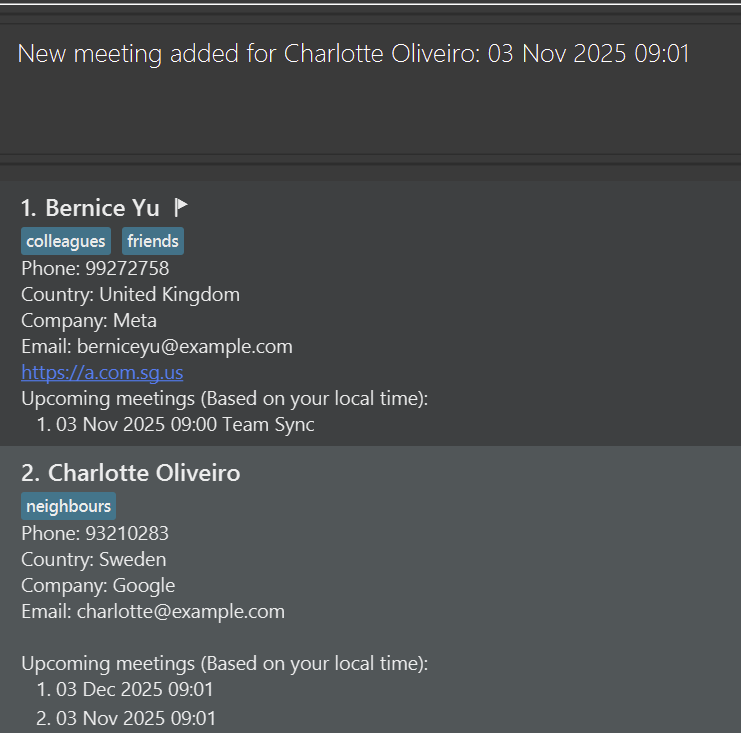 New meeting added for Charlotte Oliveiro: 03 Nov 2025 09:01
1. Bernice Yu
colleagues friends
Phone: 99272758
Country: United Kingdom
Company: Meta
Email: berniceyu@example.com
https://a.com.sg.us
Upcoming meetings (Based on your local time):
1. 03 Nov 2025 09:00 Team Sync
2. Charlotte Oliveiro
neighbours
Phone: 93210283
Country: Sweden
Company: Google
Email: charlotte@example.com
Upcoming meetings (Based on your local time):
1. 03 Dec 2025 09:01
2. 03 Nov 2025 09:01